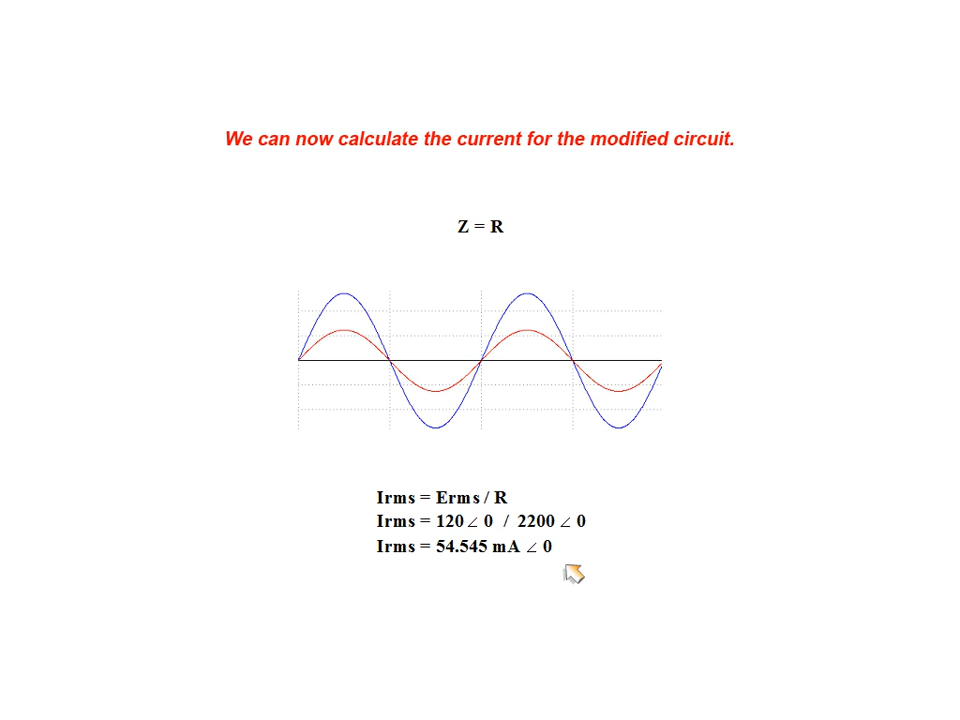 We can now calculate the current for the modified circuit.
Z = R
Irms = Erms / R
Irms = 120 ∠ 0 / 2200 ∠ 0
Irms = 54.545 mA ∠ 0